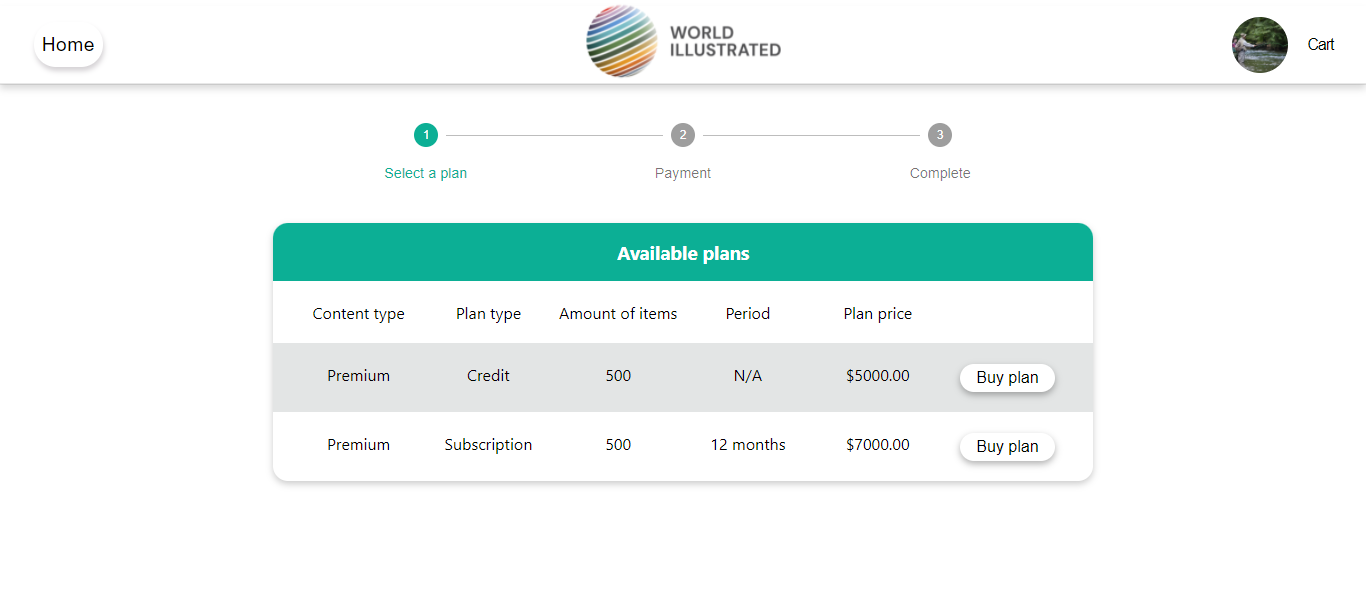 Home
WORLD
ILLUSTRATED
Cart
1
2
3
Select a plan
Payment
Complete
Available plans
Content type Plan type Amount of items Period Plan price
Premium Credit 500 N/A $5000.00 Buy plan
Premium Subscription 500 12 months $7000.00 Buy plan